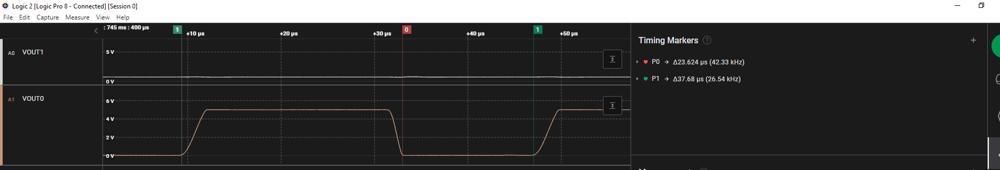 Logic 2 [Logic Pro 8 - Connected] [Session 0]
File Edit Capture Measure View Help
: 745 ms : 400 µs
1 0 1
+10 µs +20 µs +30 µs +40 µs +50 µs
A0 VOUT1
5 V
0 V
A1 VOUT0
6 V
4 V
2 V
0 V
Timing Markers ?
P0 → Δ23.624 µs (42.33 kHz)
P1 → Δ37.68 µs (26.54 kHz)